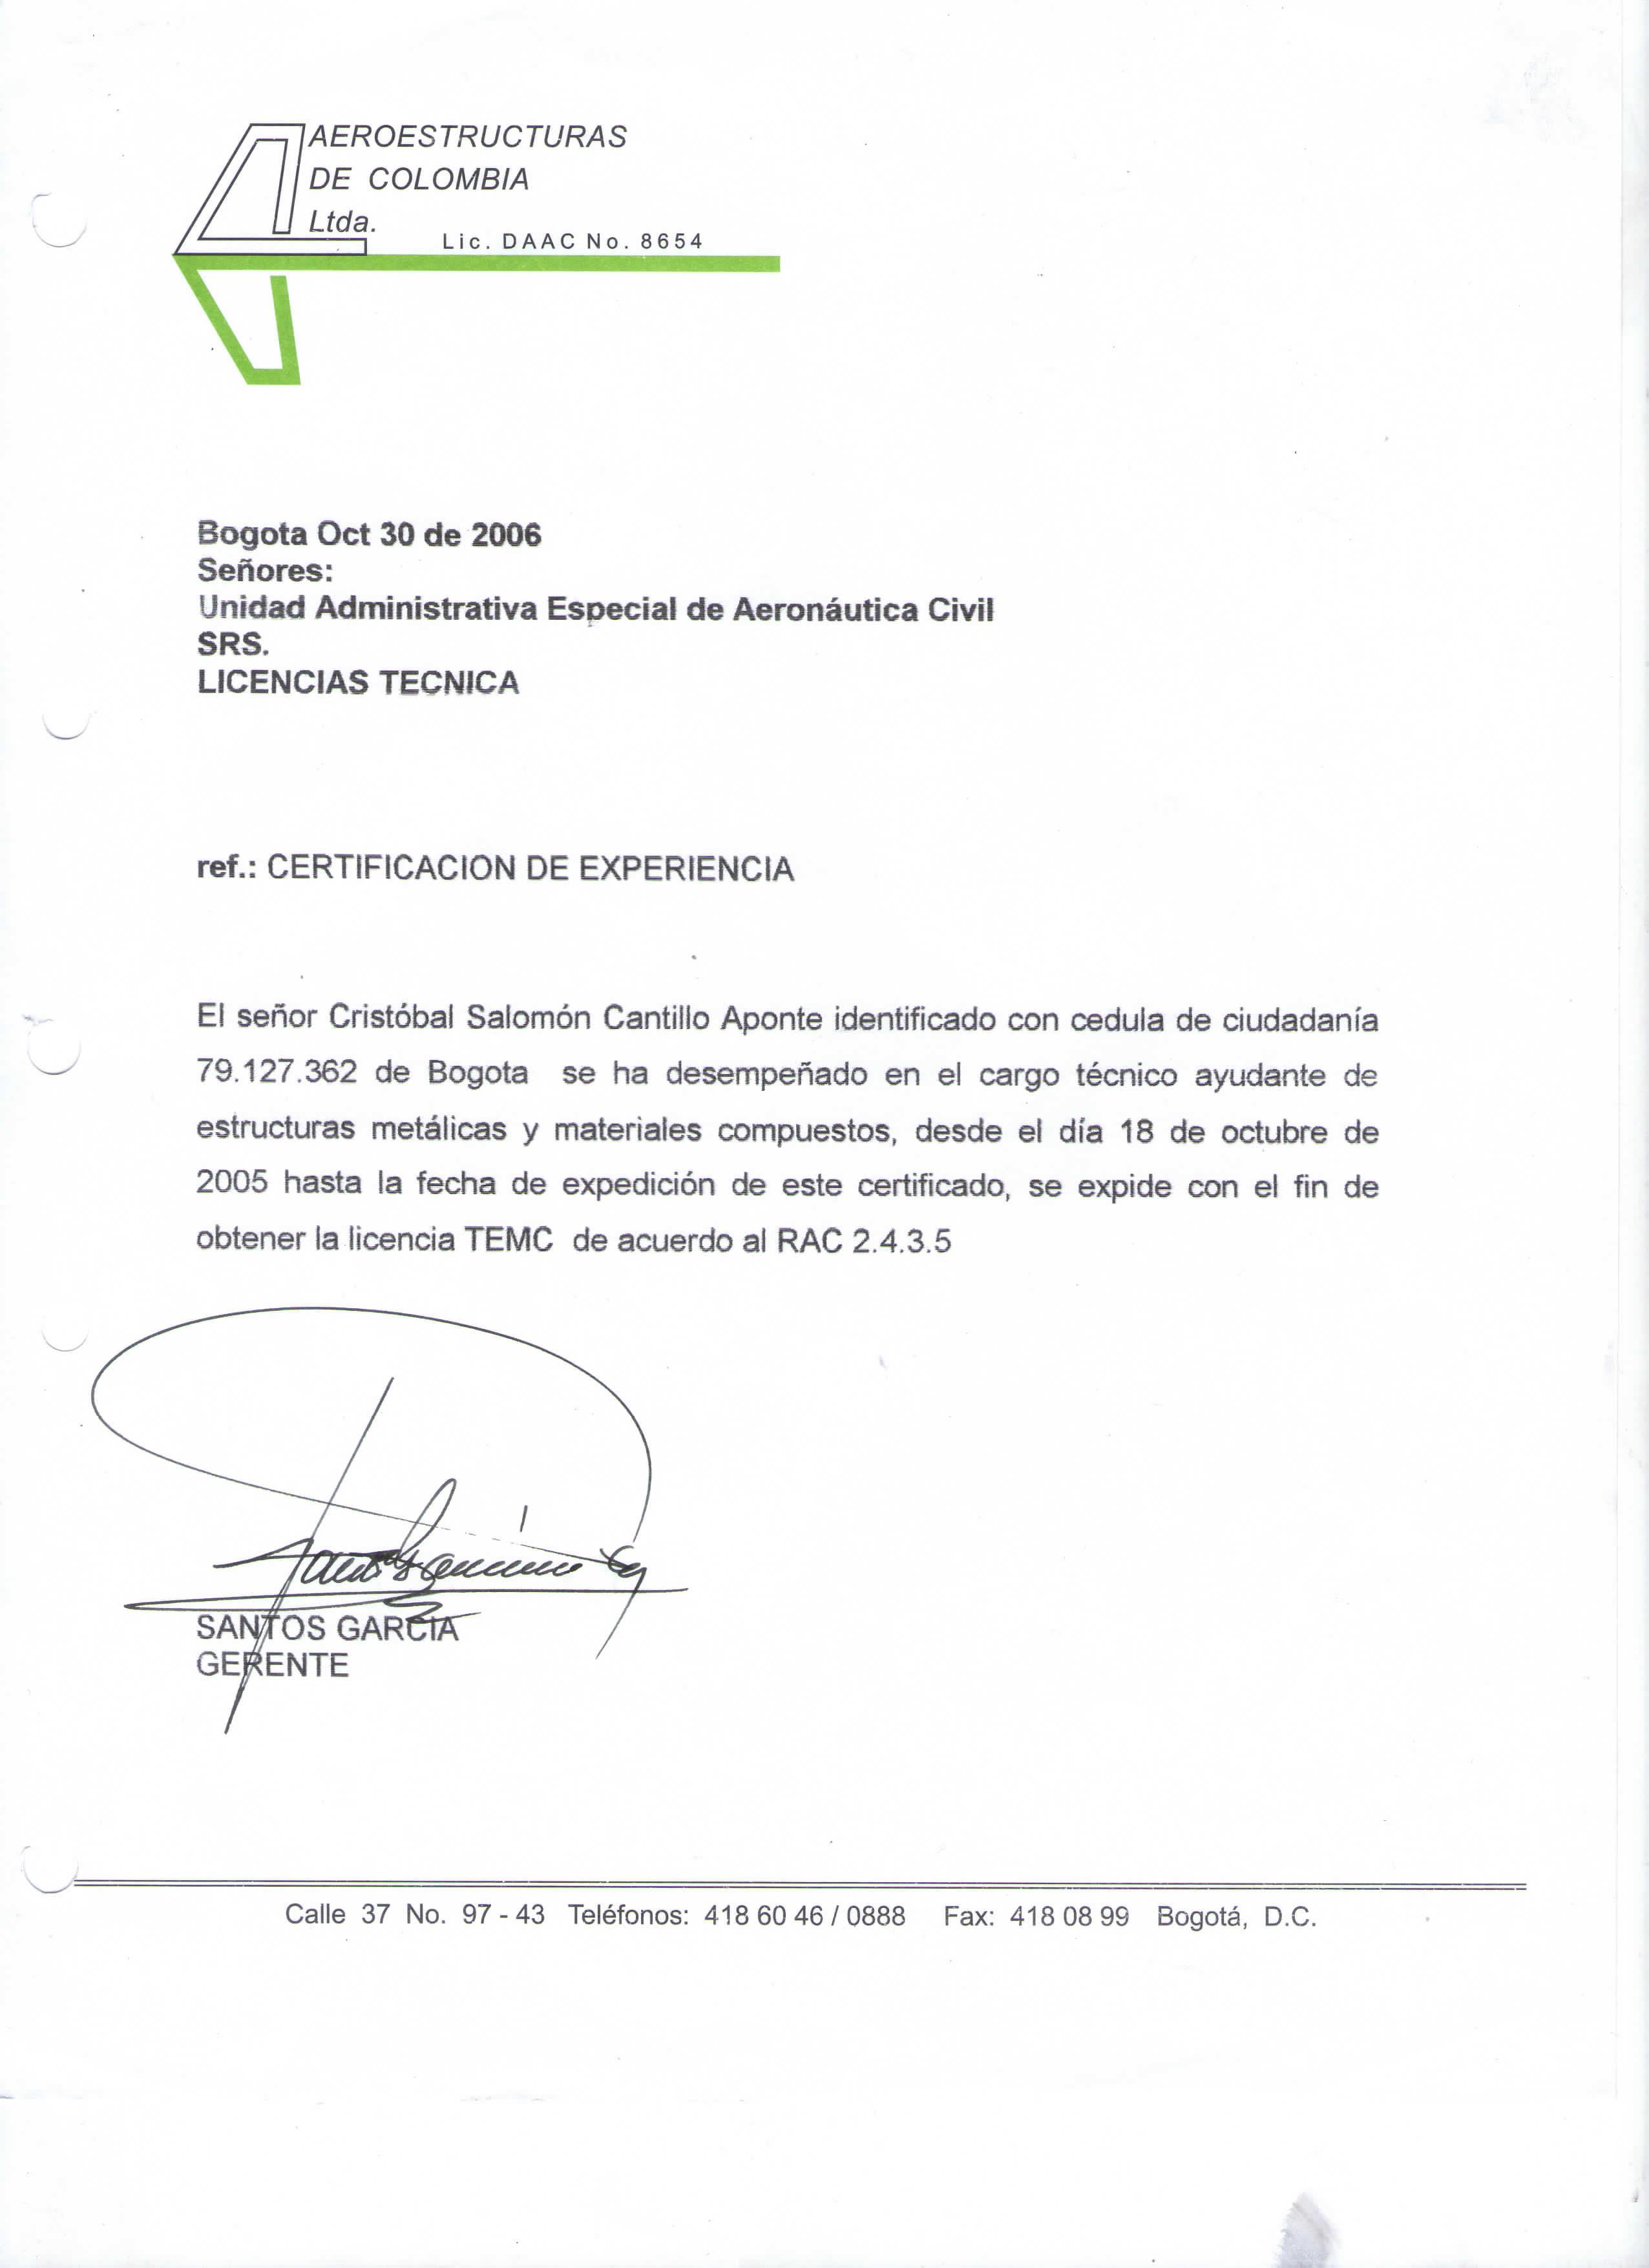 AEROESTRUCTURAS
DE COLOMBIA
Ltda.
Lic. DAAC No. 8654
Bogota Oct 30 de 2006
Señores:
Unidad Administrativa Especial de Aeronáutica Civil
SRS.
LICENCIAS TECNICA
ref.: CERTIFICACION DE EXPERIENCIA
El señor Cristóbal Salomón Cantillo Aponte identificado con cedula de ciudadanía
79.127.362 de Bogota se ha desempeñado en el cargo técnico ayudante de
estructuras metálicas y materiales compuestos, desde el día 18 de octubre de
2005 hasta la fecha de expedición de este certificado, se expide con el fin de
obtener la licencia TEMC de acuerdo al RAC 2.4.3.5
SANTOS GARCIA
GERENTE
Calle 37 No. 97 - 43 Teléfonos: 418 60 46 / 0888 Fax: 418 08 99 Bogotá, D.C.